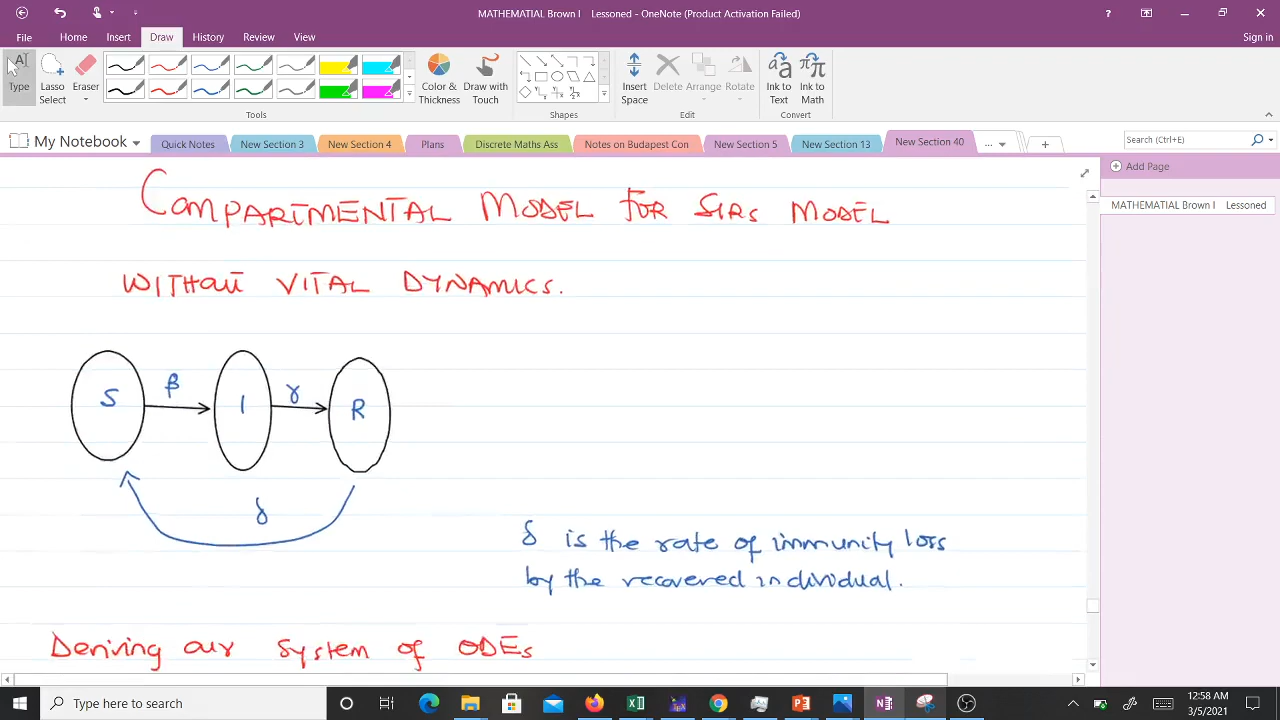 MATHEMATIAL Brown I Lessoned - OneNote (Product Activation Failed)
File Home Insert Draw History Review View Sign in
Type Lasso Select Eraser Color & Thickness Draw with Touch Insert Space Delete Arrange Rotate Ink to Text Ink to Math
Tools Shapes Edit Convert
My Notebook Quick Notes New Section 3 New Section 4 Plans Discrete Maths Ass Notes on Budapest Con New Section 5 New Section 13 New Section 40 ... Search (Ctrl+E)
Add Page
MATHEMATIAL Brown I Lessoned
COMPARTMENTAL MODEL FOR SIRS MODEL
WITHOUT VITAL DYNAMICS.
S β I γ R
δ
δ is the rate of immunity loss
by the recovered individual.
Deriving our system of ODEs
Type here to search
12:58 AM
3/5/2021